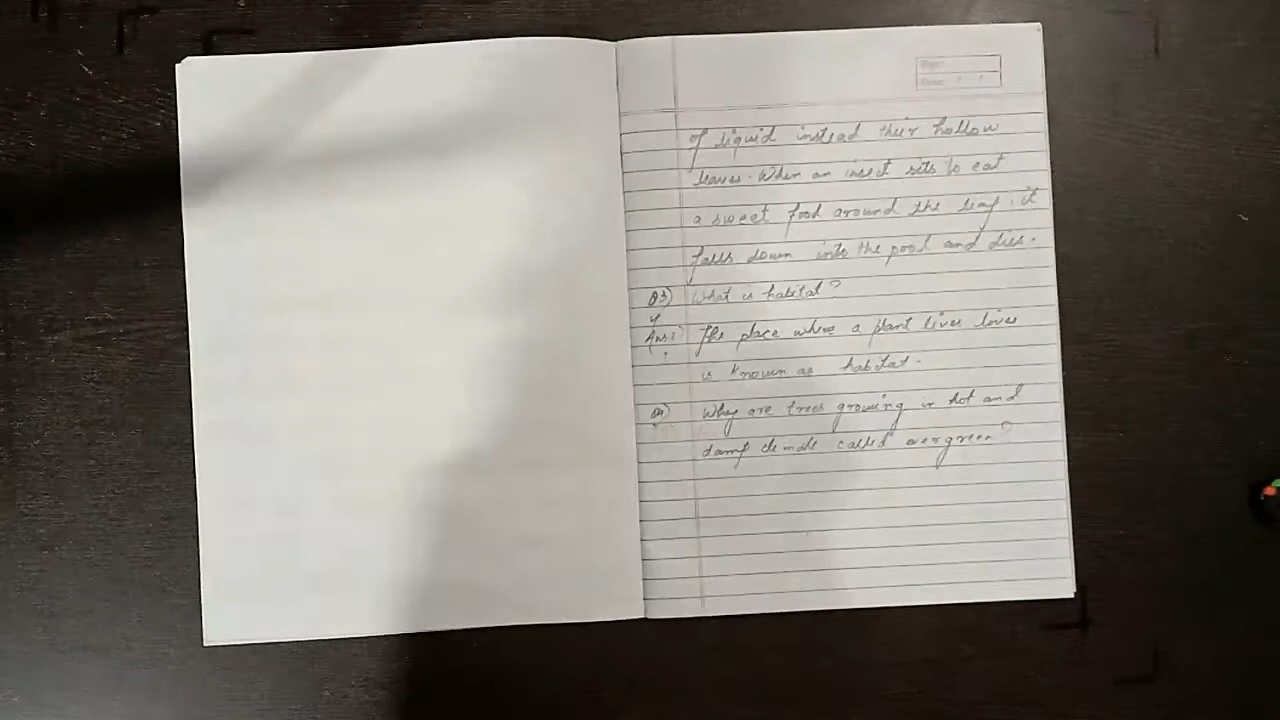 Page:
Date: / /
of liquid instead their hollow
leaves. When an insect sits to eat
a sweet food around the leaf, it
falls down into the pool and dies.
Q3) What is habitat?
Ans:) The place where a plant lives
is known as habitat.
Why are trees growing in hot and
damp climate called evergreen?